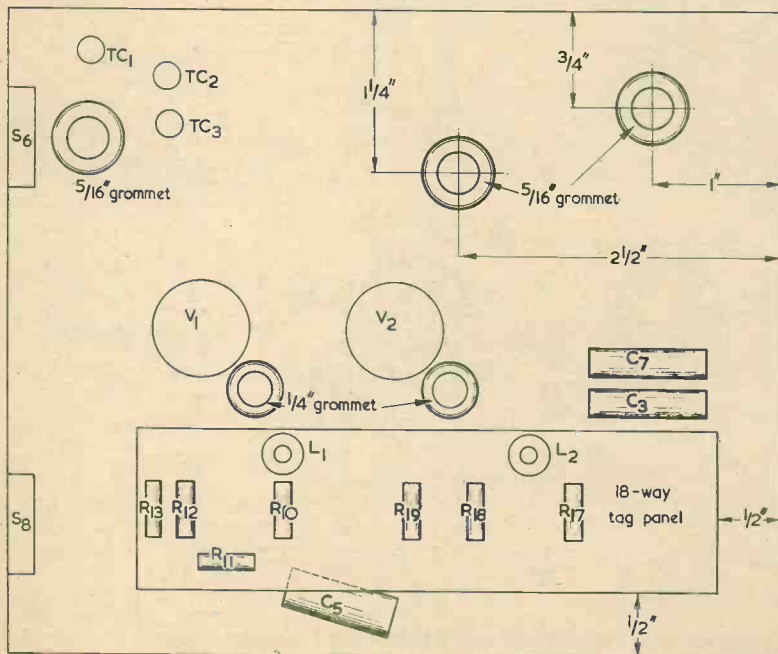 TC1
TC2
TC3
S6
5/16" grommet
1 1/4"
3/4"
5/16" grommet
1"
2 1/2"
V1
V2
1/4" grommet
C7
C3
L1
L2
R13
R12
R10
R19
R18
R17
18-way
tag panel
1/2"
S8
R11
C5
1/2"